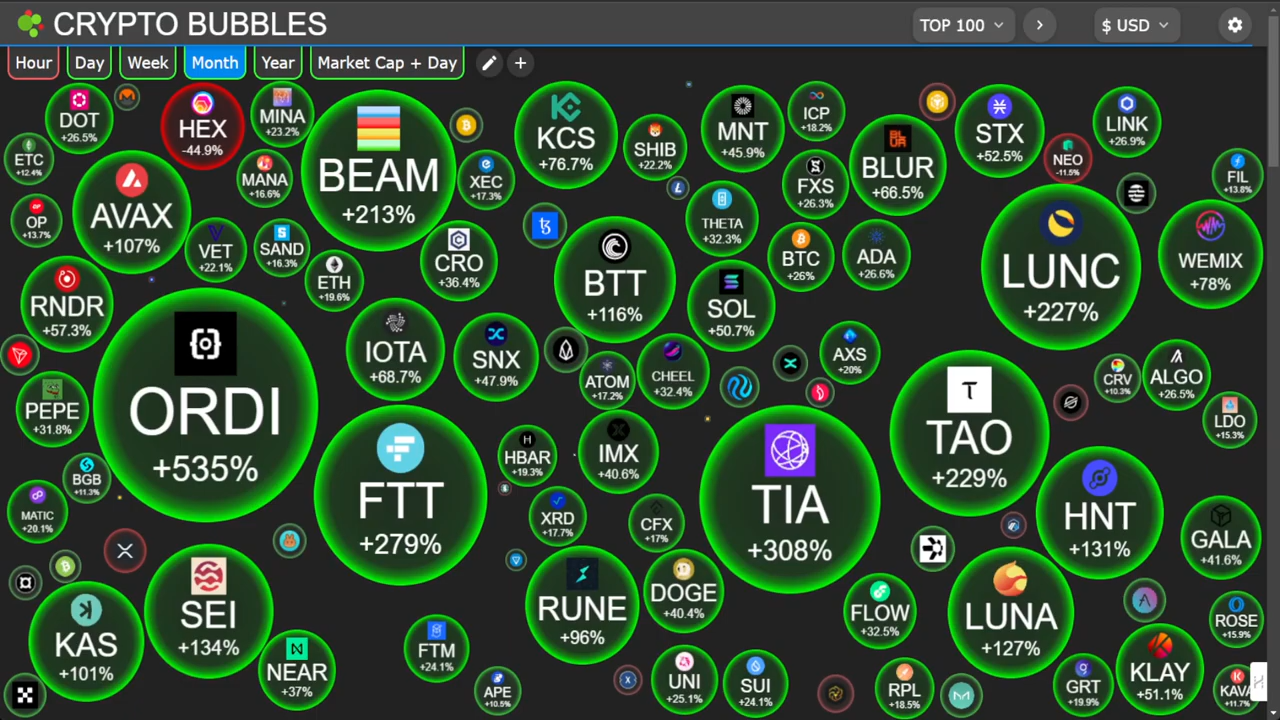 CRYPTO BUBBLES
TOP 100
$ USD
Hour
Day
Week
Month
Year
Market Cap + Day
DOT
+26.5%
HEX
-44.9%
MINA
+23.2%
BEAM
+213%
KCS
+76.7%
SHIB
+22.2%
MNT
+45.9%
ICP
+18.2%
BLUR
+66.5%
STX
+52.5%
LINK
+26.9%
ETC
+12.4%
AVAX
+107%
MANA
+16.6%
XEC
+17.3%
FXS
+26.3%
NEO
-11.5%
FIL
+13.8%
OP
+13.7%
VET
+22.1%
SAND
+16.3%
CRO
+36.4%
THETA
+32.3%
BTC
+26%
ADA
+26.6%
LUNC
+227%
WEMIX
+78%
RNDR
+57.3%
ETH
+19.6%
BTT
+116%
SOL
+50.7%
ORDI
+535%
IOTA
+68.7%
SNX
+47.9%
ATOM
+17.2%
CHEEL
+32.4%
AXS
+20%
TAO
+229%
CRV
+10.3%
ALGO
+26.5%
PEPE
+31.8%
LDO
+15.3%
BGB
+11.3%
FTT
+279%
HBAR
+19.3%
IMX
+40.6%
TIA
+308%
HNT
+131%
MATIC
+20.1%
XRD
+17.7%
CFX
+17%
GALA
+41.6%
KAS
+101%
SEI
+134%
RUNE
+96%
DOGE
+40.4%
FLOW
+32.5%
LUNA
+127%
ROSE
+15.9%
NEAR
+37%
FTM
+24.1%
APE
+10.5%
UNI
+25.1%
SUI
+24.1%
RPL
+18.5%
GRT
+19.9%
KLAY
+51.1%
KAVA
+11.7%